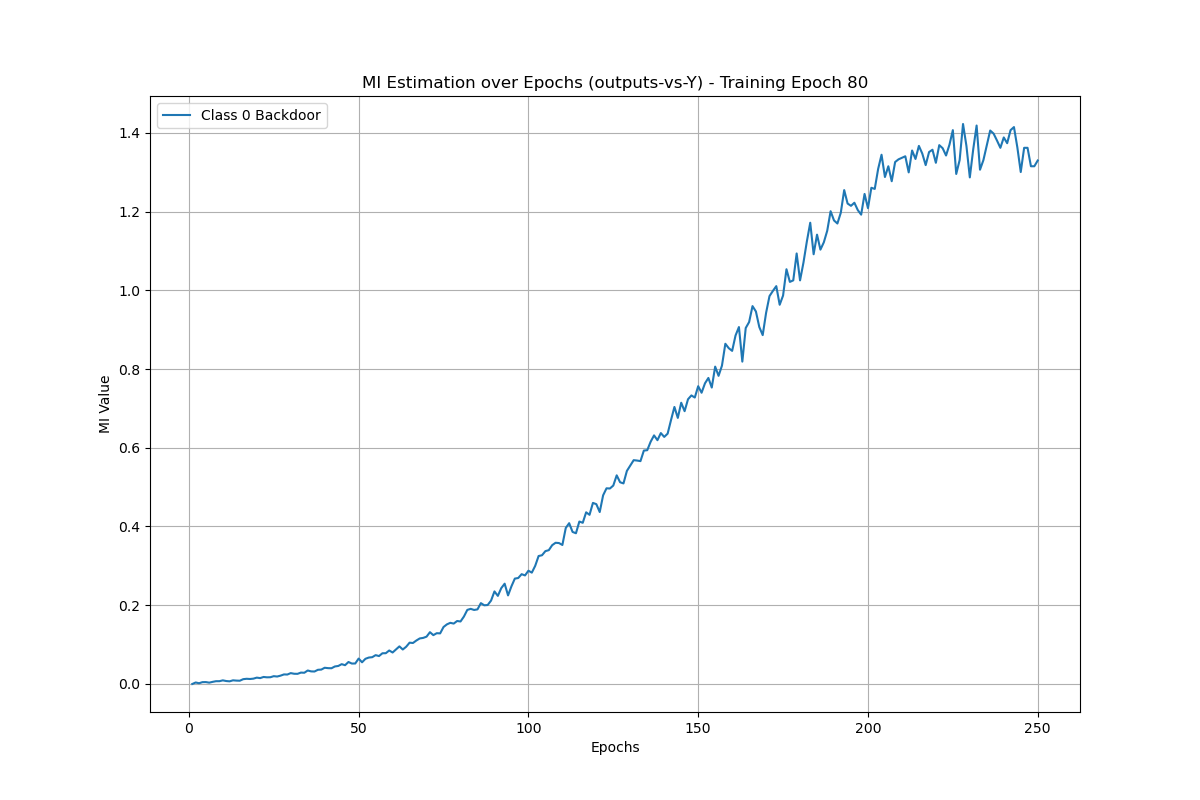 MI Estimation over Epochs (outputs-vs-Y) - Training Epoch 80
Class 0 Backdoor
MI Value
1.4
1.2
1.0
0.8
0.6
0.4
0.2
0.0
0 50 100 150 200 250
Epochs